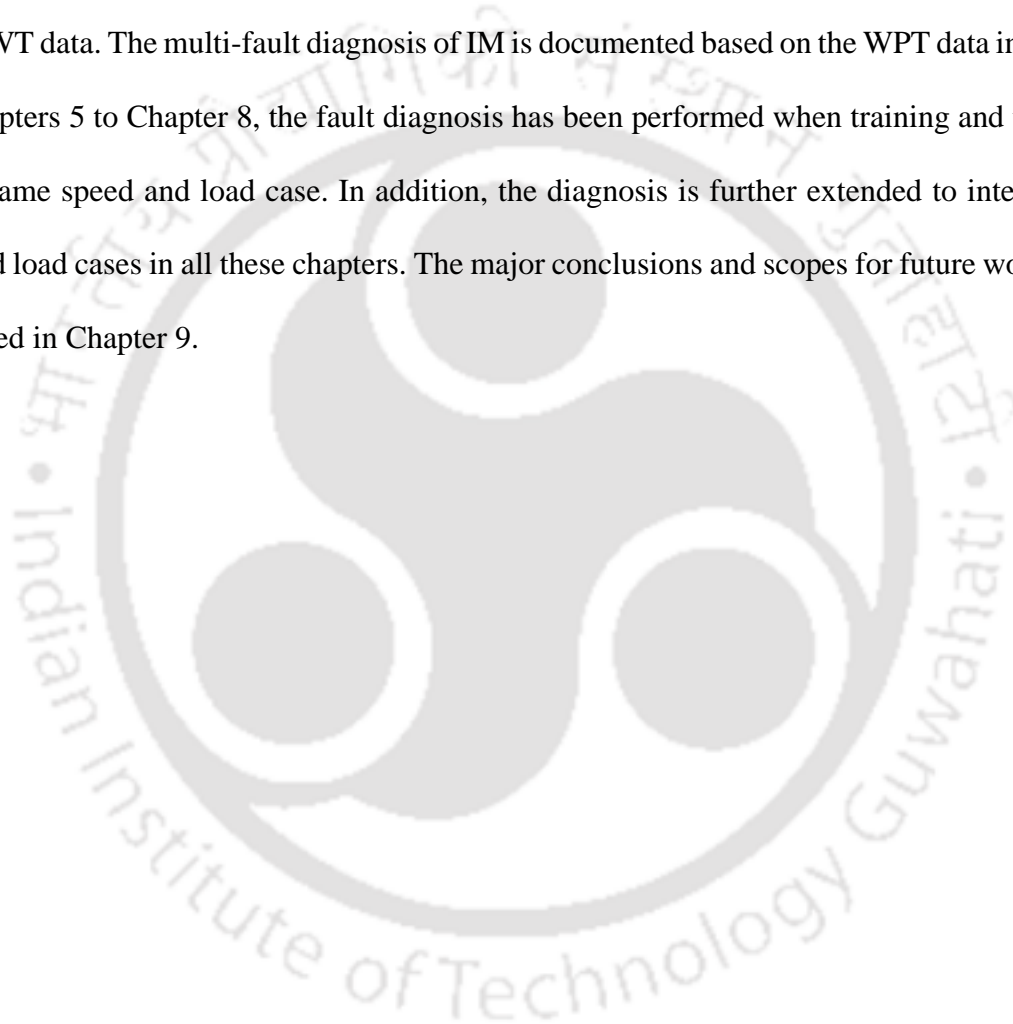 VT data. The multi-fault diagnosis of IM is documented based on the WPT data in
pters 5 to Chapter 8, the fault diagnosis has been performed when training and
ame speed and load case. In addition, the diagnosis is further extended to inte
d load cases in all these chapters. The major conclusions and scopes for future wo
ed in Chapter 9.
भारतीय प्रौद्योगिकी संस्थान गुवाहाटी
• Indian Institute of Technology Guwahati •